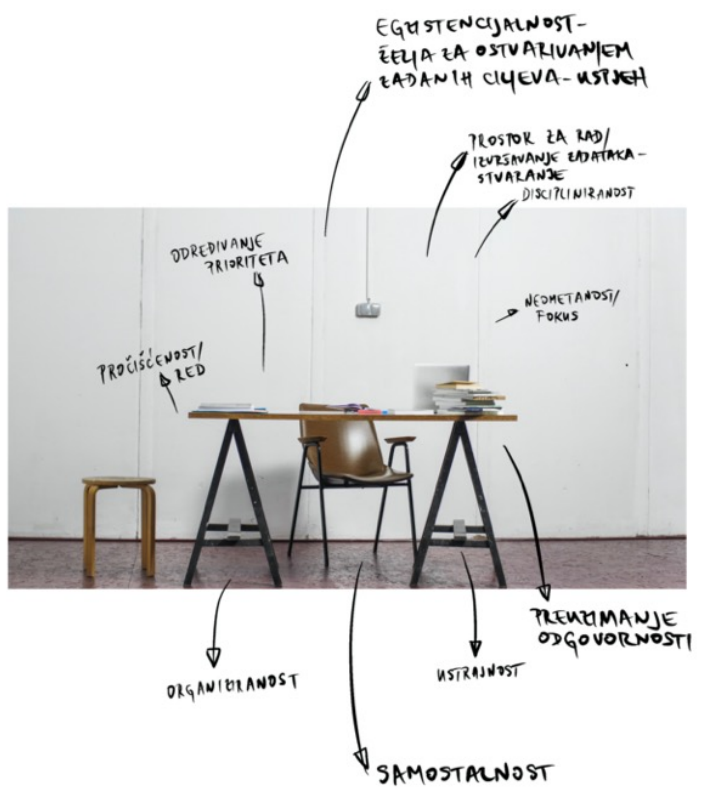 EGZISTENCIJALNOST-
ŽELJA ZA OSTVARIVANJEM
ZADANIH CILJEVA-USPJEH
PROSTOR ZA RAD/
IZVRŠAVANJE ZADATAKA-
STVARANJE
DISCIPLINIRANOST
ODREĐIVANJE
PRIORITETA
NEOMETANOST/
FOKUS
PROČIŠĆENOST/
RED
PREUZIMANJE
ODGOVORNOSTI
ORGANIZIRANOST
USTRAJNOST
SAMOSTALNOST